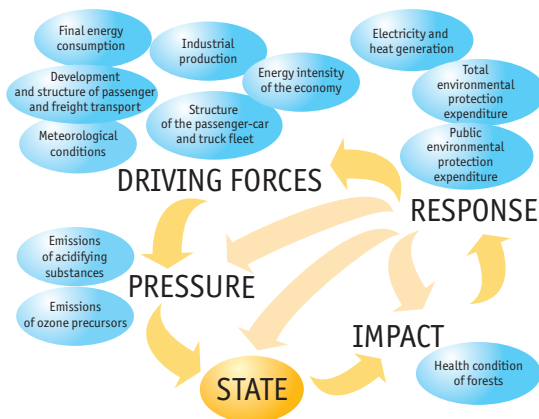 Final energy
consumption
Industrial
production
Electricity and
heat generation
Development
and structure of passenger
and freight transport
Energy intensity
of the economy
Total
environmental
protection
expenditure
Meteorological
conditions
Structure
of the passenger-car
and truck fleet
Public
environmental
protection
expenditure
DRIVING FORCES
RESPONSE
Emissions
of acidifying
substances
PRESSURE
Emissions
of ozone precursors
IMPACT
STATE
Health condition
of forests